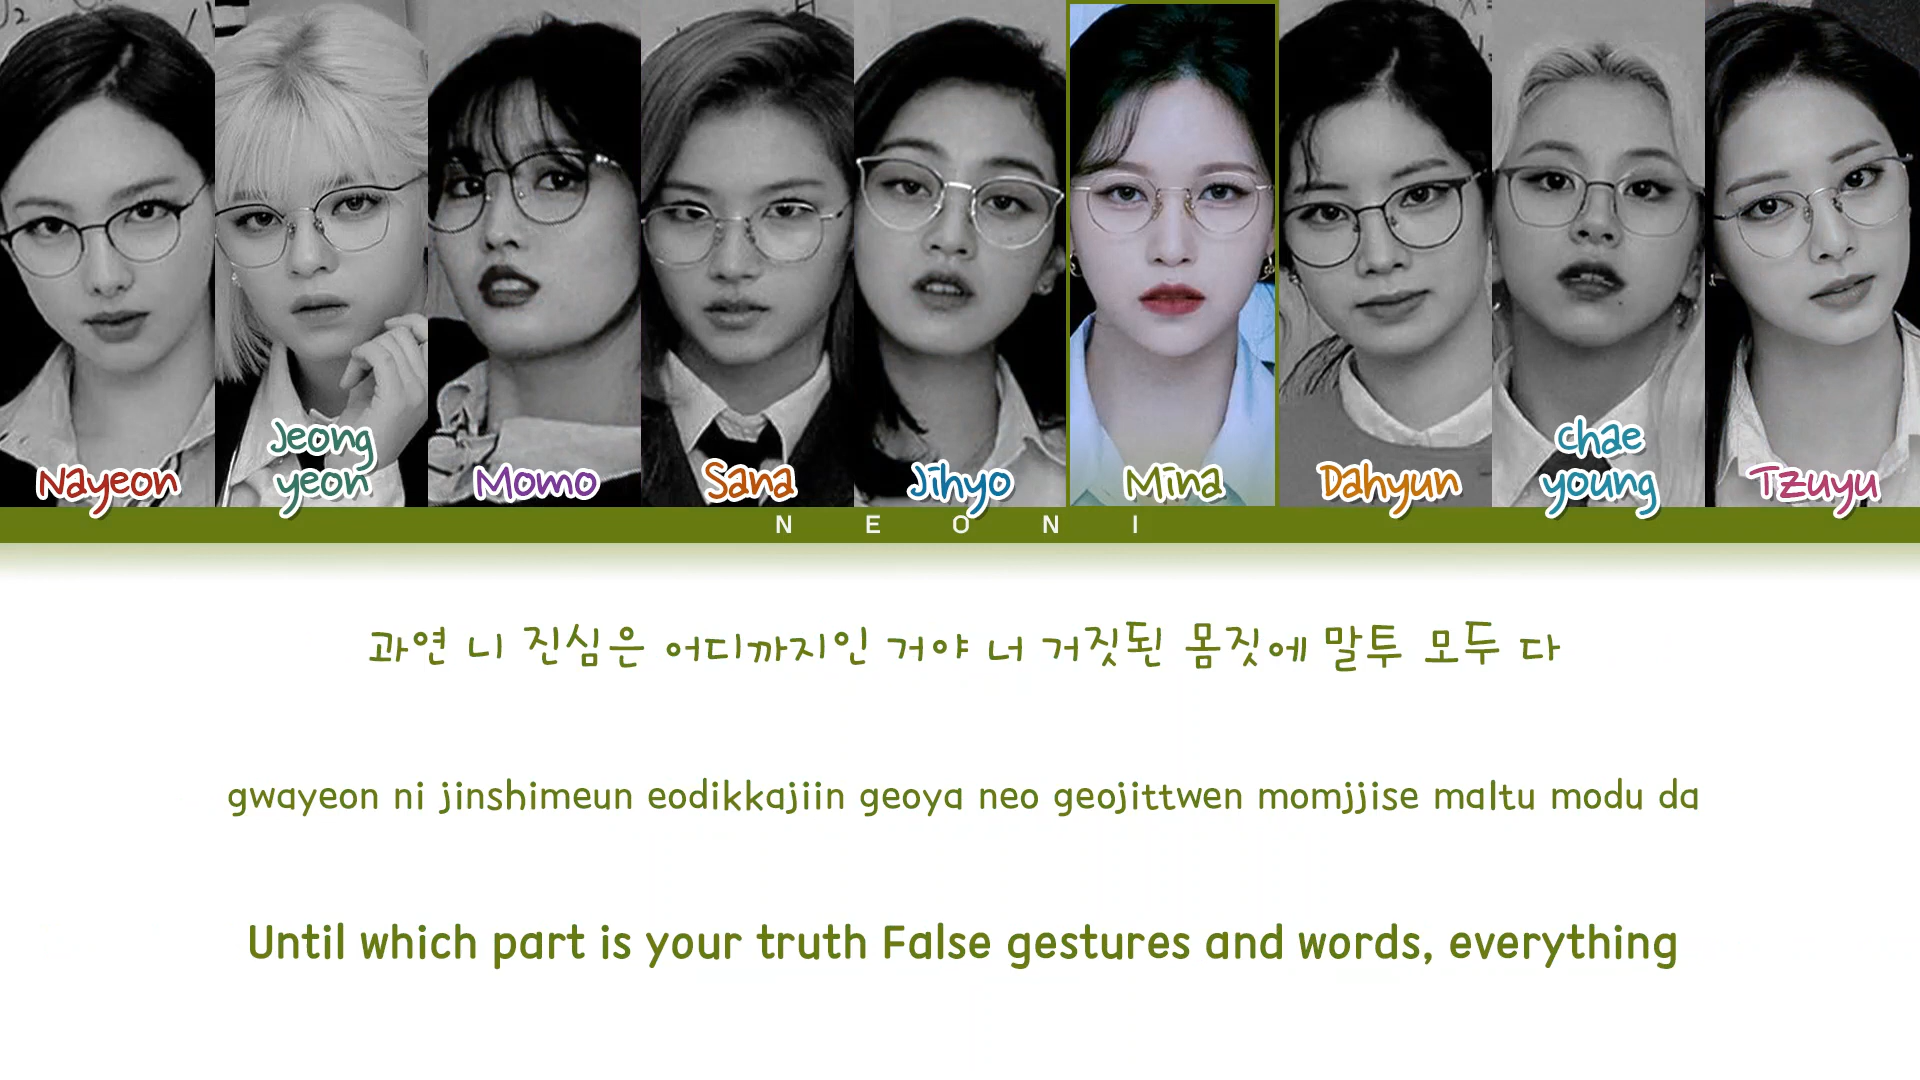 Nayeon
Jeong
yeon
Momo
Sana
Jihyo
Mina
Dahyun
chae
young
Tzuyu
NEONI
과연 니 진심은 어디까지인 거야 너 거짓된 몸짓에 말투 모두 다
gwayeon ni jinshimeun eodikkajiin geoya neo geojittwen momjjise maltu modu da
Until which part is your truth False gestures and words, everything